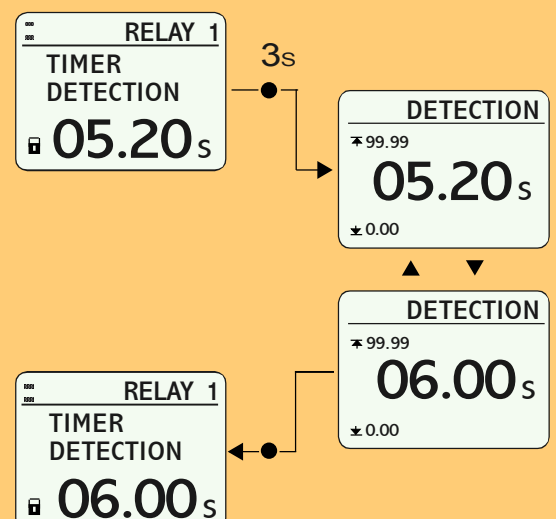 RELAY 1
TIMER
DETECTION
05.20 s
3s
DETECTION
99.99
05.20 s
0.00
DETECTION
99.99
06.00 s
0.00
RELAY 1
TIMER
DETECTION
06.00 s